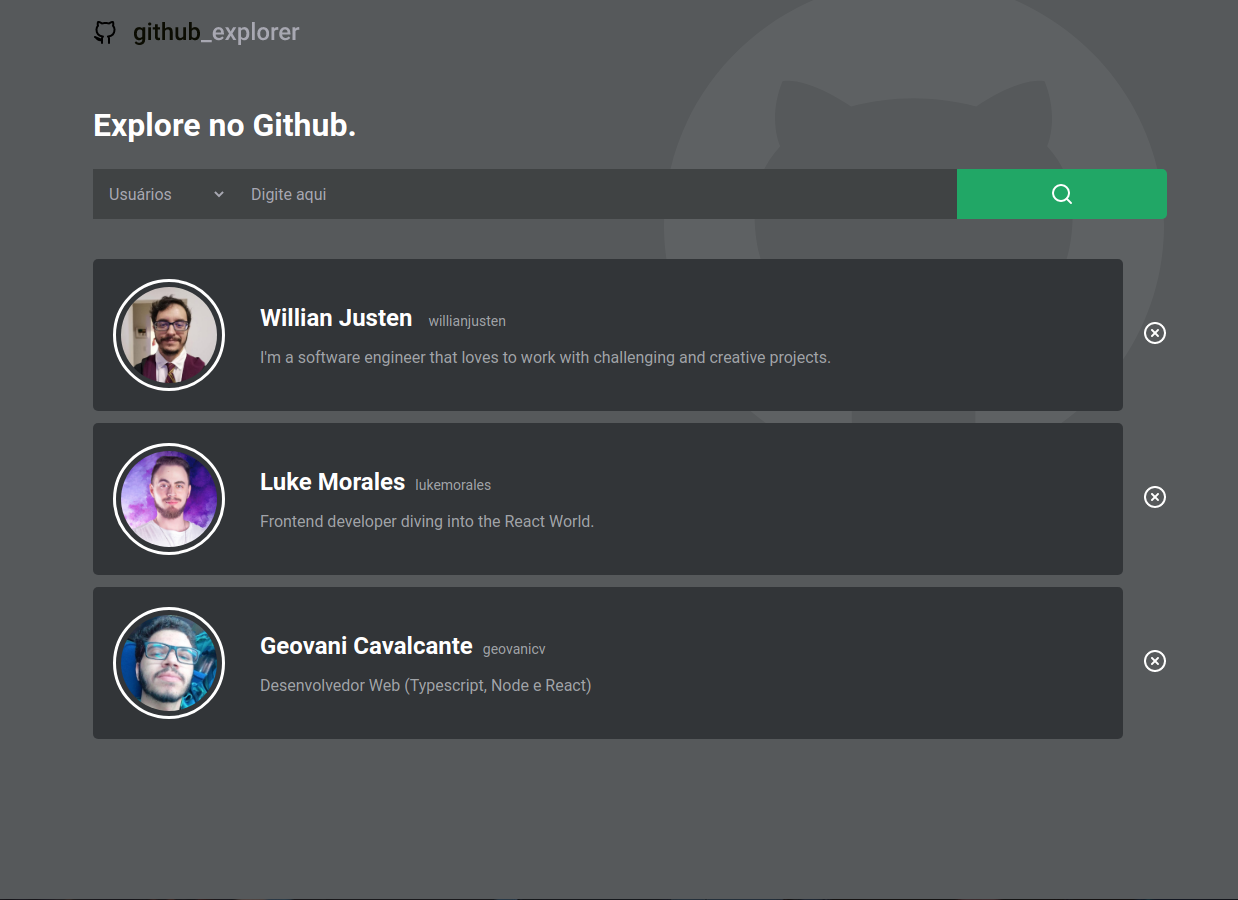 github_explorer
Explore no Github.
Usuários Digite aqui
Willian Justen willianjusten
I'm a software engineer that loves to work with challenging and creative projects.
Luke Morales lukemorales
Frontend developer diving into the React World.
Geovani Cavalcante geovanicv
Desenvolvedor Web (Typescript, Node e React)